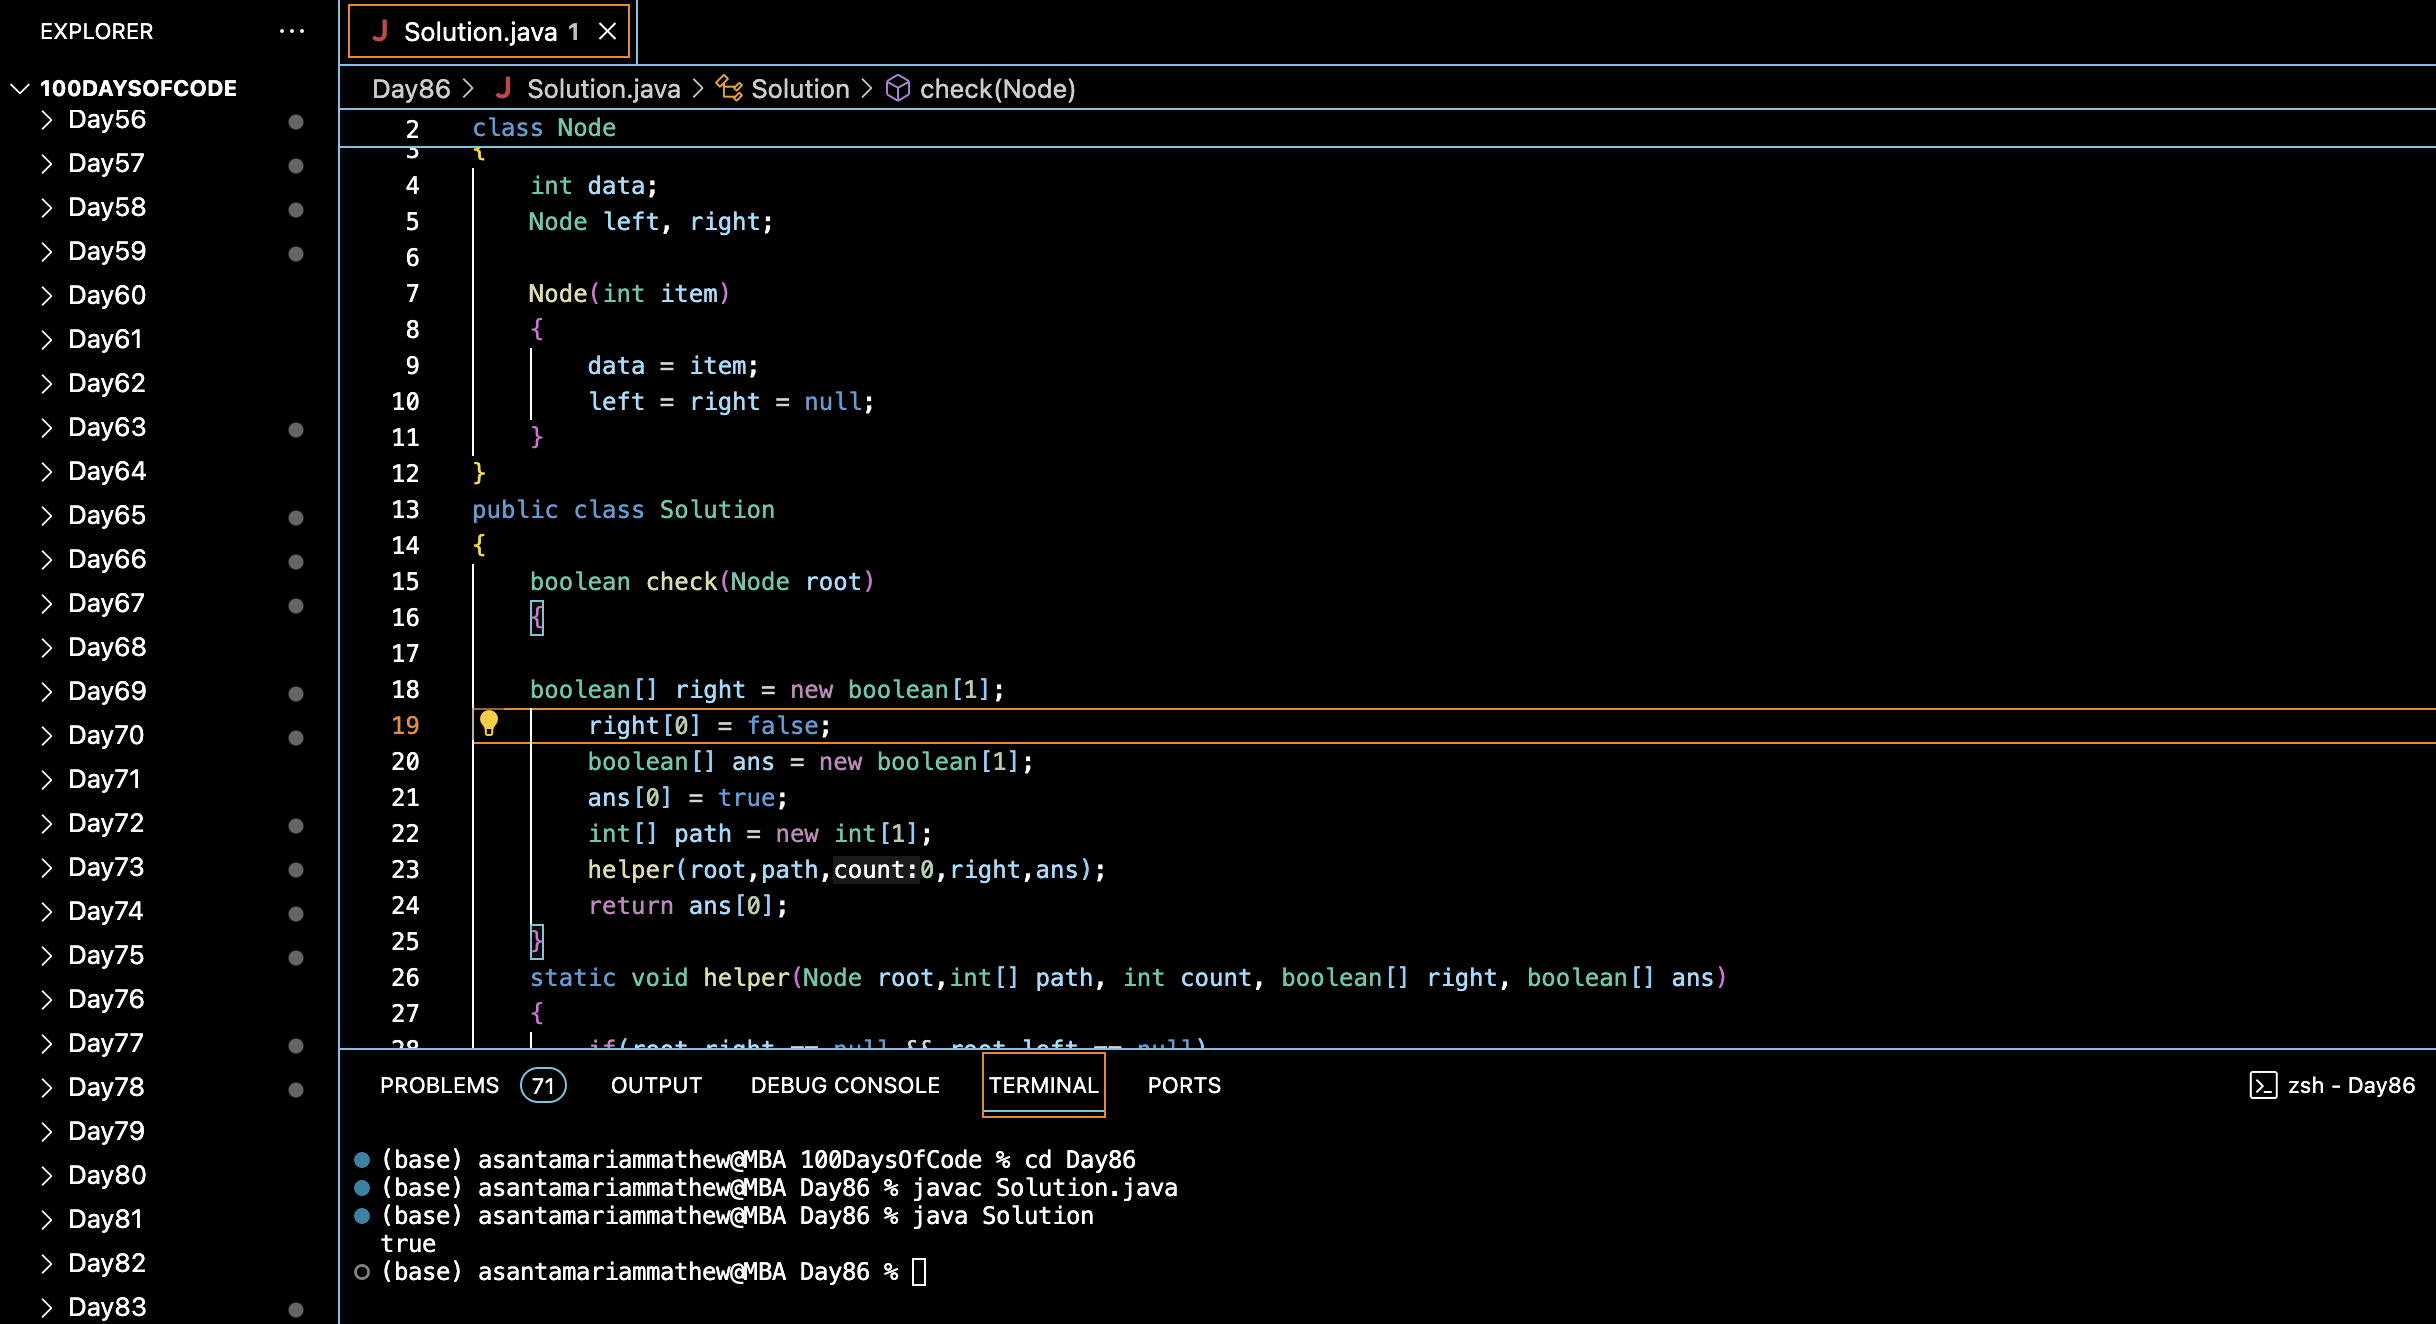 EXPLORER ...
100DAYSOFCODE
Day56
Day57
Day58
Day59
Day60
Day61
Day62
Day63
Day64
Day65
Day66
Day67
Day68
Day69
Day70
Day71
Day72
Day73
Day74
Day75
Day76
Day77
Day78
Day79
Day80
Day81
Day82
Day83
J Solution.java 1
Day86 > J Solution.java > Solution > check(Node)
2 class Node
3 {
4 int data;
5 Node left, right;
6
7 Node(int item)
8 {
9 data = item;
10 left = right = null;
11 }
12 }
13 public class Solution
14 {
15 boolean check(Node root)
16 {
17
18 boolean[] right = new boolean[1];
19 right[0] = false;
20 boolean[] ans = new boolean[1];
21 ans[0] = true;
22 int[] path = new int[1];
23 helper(root,path,count:0,right,ans);
24 return ans[0];
25 }
26 static void helper(Node root,int[] path, int count, boolean[] right, boolean[] ans)
27 {
28 if(root.right == null && root.left == null)
PROBLEMS 71 OUTPUT DEBUG CONSOLE TERMINAL PORTS zsh - Day86
(base) asantamariammathew@MBA 100DaysOfCode % cd Day86
(base) asantamariammathew@MBA Day86 % javac Solution.java
(base) asantamariammathew@MBA Day86 % java Solution
true
(base) asantamariammathew@MBA Day86 %